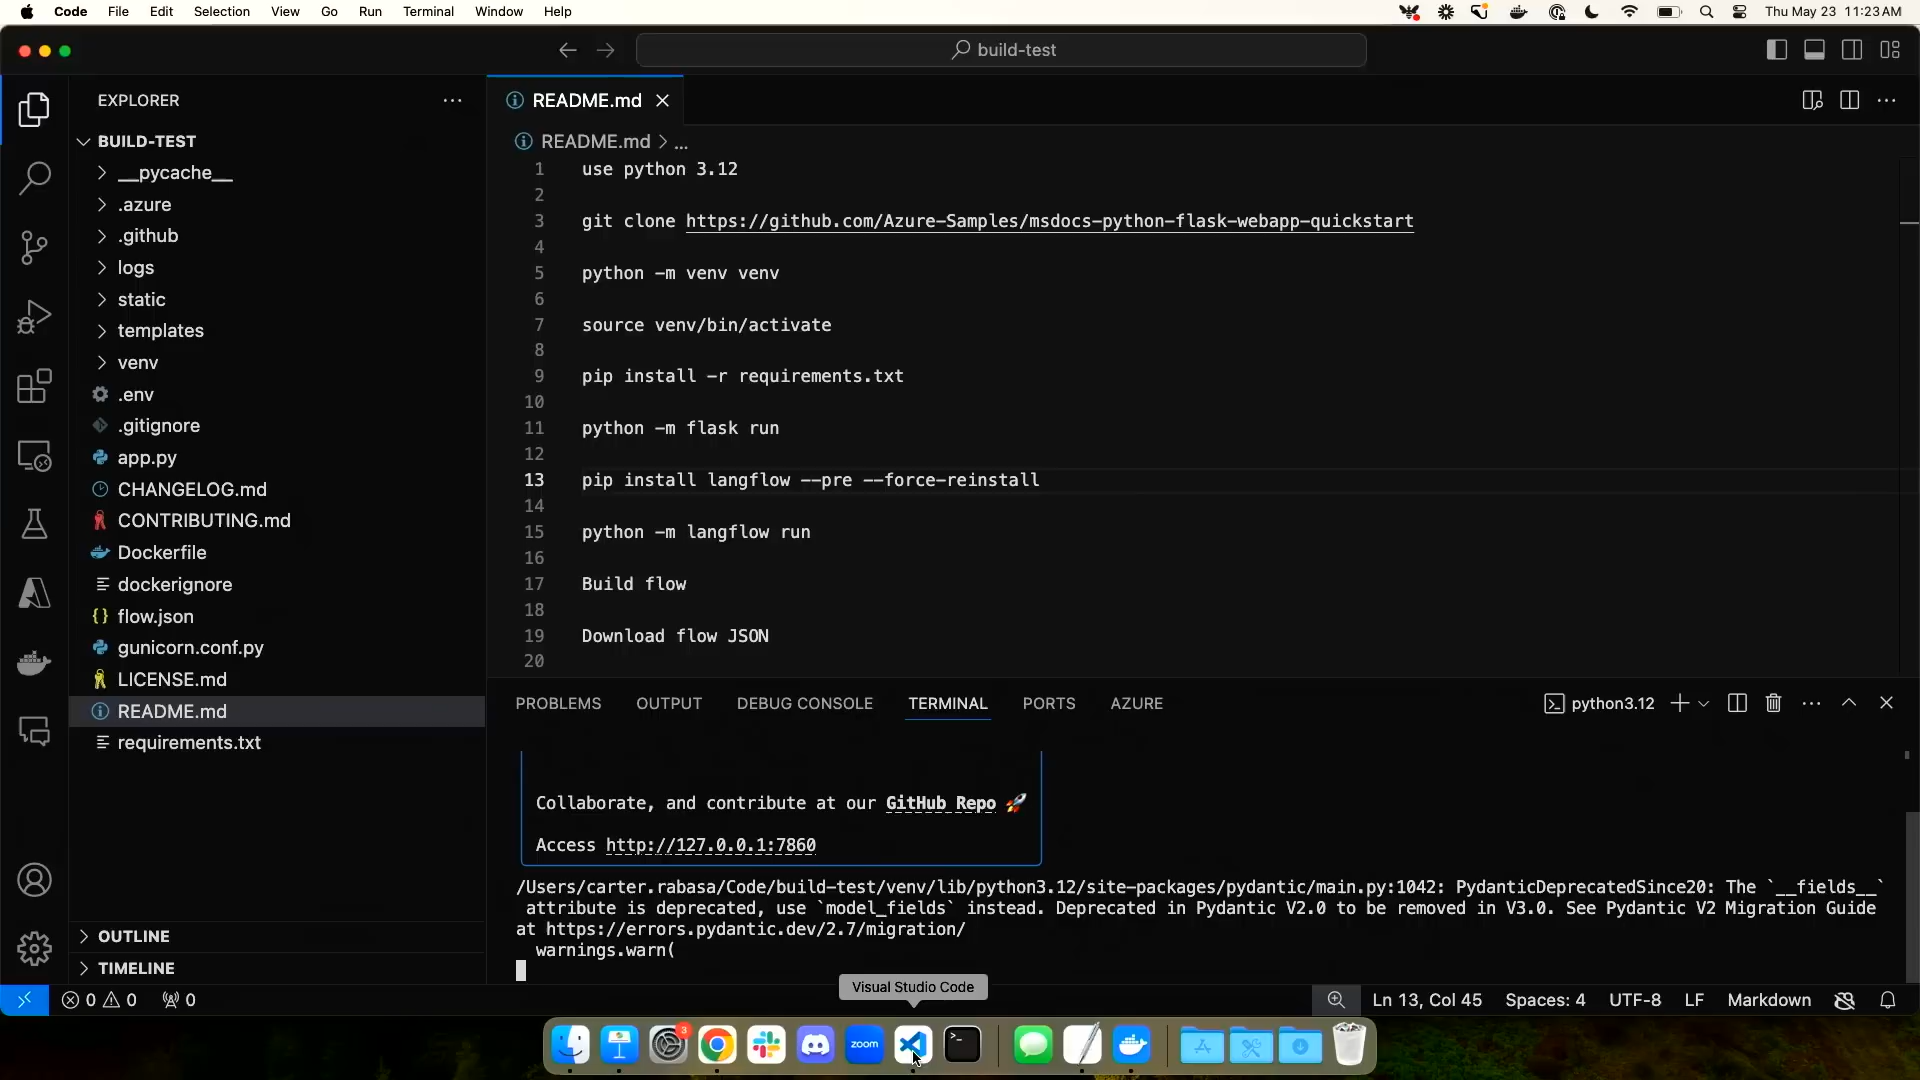 Code File Edit Selection View Go Run Terminal Window Help
Thu May 23 11:23 AM
build-test
EXPLORER
BUILD-TEST
__pycache__
.azure
.github
logs
static
templates
venv
.env
.gitignore
app.py
CHANGELOG.md
CONTRIBUTING.md
Dockerfile
dockerignore
flow.json
gunicorn.conf.py
LICENSE.md
README.md
requirements.txt
OUTLINE
TIMELINE
README.md
README.md > ...
1 use python 3.12
2
3 git clone https://github.com/Azure-Samples/msdocs-python-flask-webapp-quickstart
4
5 python -m venv venv
6
7 source venv/bin/activate
8
9 pip install -r requirements.txt
10
11 python -m flask run
12
13 pip install langflow --pre --force-reinstall
14
15 python -m langflow run
16
17 Build flow
18
19 Download flow JSON
20
PROBLEMS OUTPUT DEBUG CONSOLE TERMINAL PORTS AZURE
python3.12
Collaborate, and contribute at our GitHub Repo 🚀
Access http://127.0.0.1:7860
/Users/carter.rabasa/Code/build-test/venv/lib/python3.12/site-packages/pydantic/main.py:1042: PydanticDeprecatedSince20: The `__fields__`
attribute is deprecated, use `model_fields` instead. Deprecated in Pydantic V2.0 to be removed in V3.0. See Pydantic V2 Migration Guide
at https://errors.pydantic.dev/2.7/migration/
warnings.warn(
Visual Studio Code
0 0 0
Ln 13, Col 45 Spaces: 4 UTF-8 LF Markdown
3
zoom